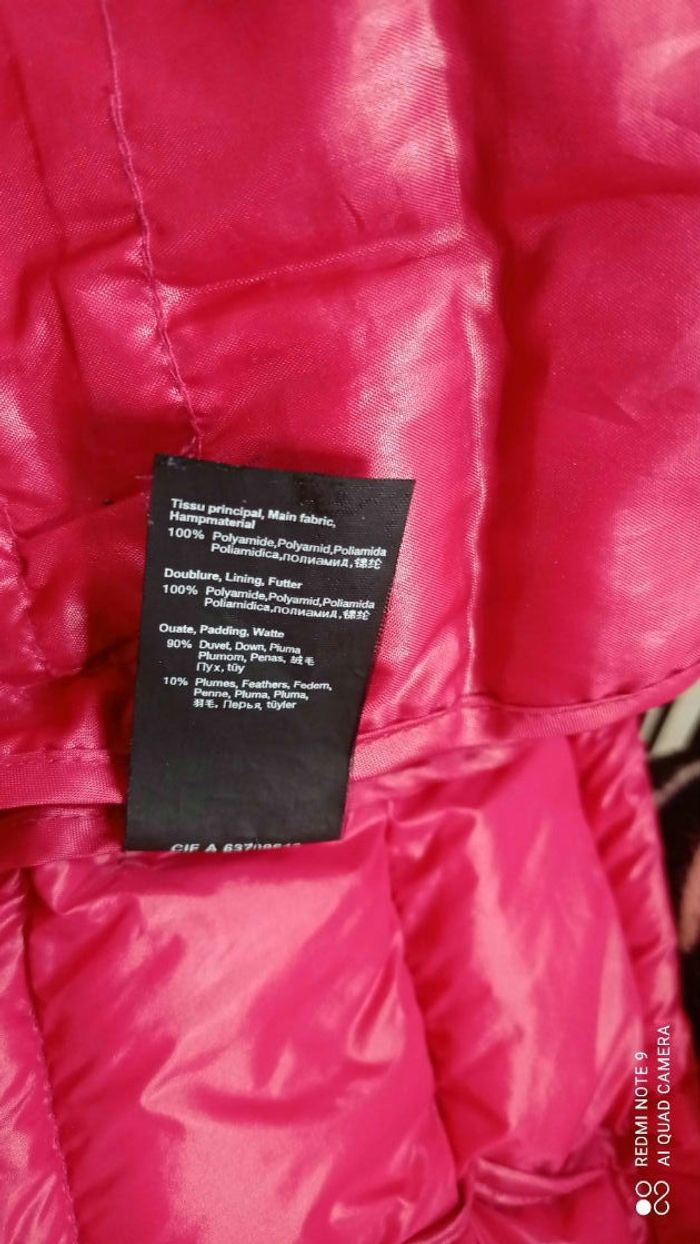 Tissu principal, Main fabric,
Hampmaterial
100% Polyamide,Polyamid,Poliamida
Poliamidica,полиамид,锦纶
Doublure, Lining, Futter
100% Polyamide,Polyamid,Poliamida
Poliamidica,полиамид,锦纶
Ouate, Padding, Watte
90% Duvet, Down, Piuma
Plumom, Penas, 绒毛
Пух, tüy
10% Plumes, Feathers, Federn,
Penne, Pluma, Pluma,
羽毛, Перья, tüyler
CIF A
REDMI NOTE 9
AI QUAD CAMERA